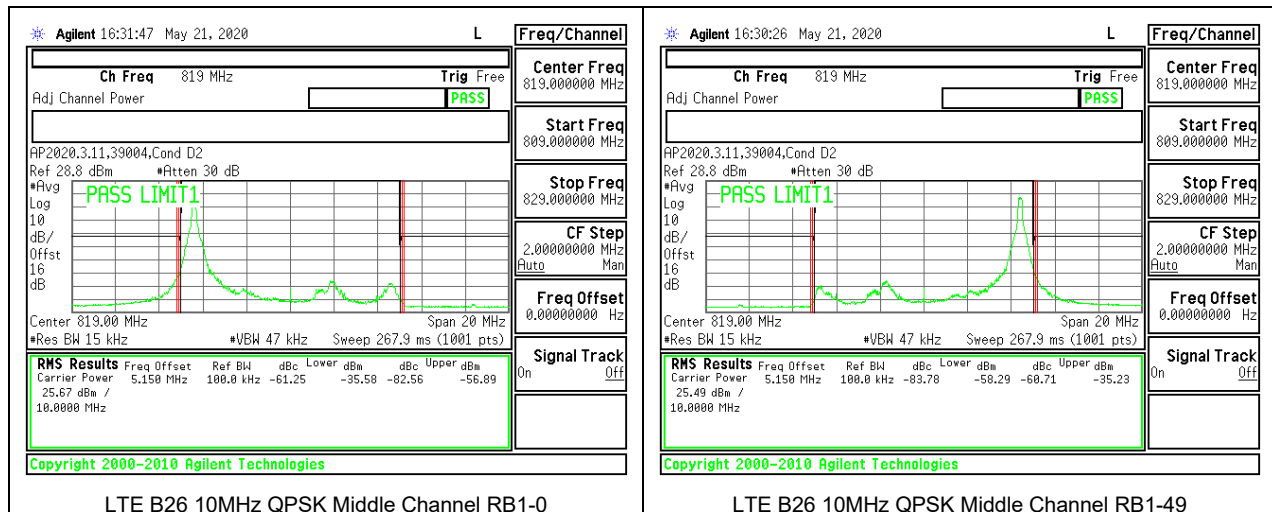 Agilent 16:31:47 May 21, 2020 L
Freq/Channel
Ch Freq 819 MHz Trig Free
Adj Channel Power PASS
AP2020.3.11,39004,Cond D2
Ref 28.8 dBm #Atten 30 dB
#Avg
Log
10
dB/
Offst
16
dB
PASS LIMIT1
Center 819.00 MHz Span 20 MHz
#Res BW 15 kHz #VBW 47 kHz Sweep 267.9 ms (1001 pts)
RMS Results Freq Offset Ref BW dBc Lower dBm dBc Upper dBm
Carrier Power 5.150 MHz 100.0 kHz -61.25 -35.58 -82.56 -56.89
25.67 dBm /
10.0000 MHz
Copyright 2000-2010 Agilent Technologies
Center Freq
819.000000 MHz
Start Freq
809.000000 MHz
Stop Freq
829.000000 MHz
CF Step
2.00000000 MHz
Auto Man
Freq Offset
0.00000000 Hz
Signal Track
On Off
LTE B26 10MHz QPSK Middle Channel RB1-0
Agilent 16:30:26 May 21, 2020 L
Freq/Channel
Ch Freq 819 MHz Trig Free
Adj Channel Power PASS
AP2020.3.11,39004,Cond D2
Ref 28.8 dBm #Atten 30 dB
#Avg
Log
10
dB/
Offst
16
dB
PASS LIMIT1
Center 819.00 MHz Span 20 MHz
#Res BW 15 kHz #VBW 47 kHz Sweep 267.9 ms (1001 pts)
RMS Results Freq Offset Ref BW dBc Lower dBm dBc Upper dBm
Carrier Power 5.150 MHz 100.0 kHz -83.78 -58.29 -60.71 -35.23
25.49 dBm /
10.0000 MHz
Copyright 2000-2010 Agilent Technologies
Center Freq
819.000000 MHz
Start Freq
809.000000 MHz
Stop Freq
829.000000 MHz
CF Step
2.00000000 MHz
Auto Man
Freq Offset
0.00000000 Hz
Signal Track
On Off
LTE B26 10MHz QPSK Middle Channel RB1-49